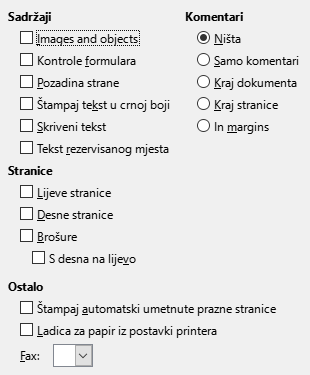 Sadržaji
Images and objects
Kontrole formulara
Pozadina strane
Štampaj tekst u crnoj boji
Skriveni tekst
Tekst rezervisanog mjesta
Komentari
Ništa
Samo komentari
Kraj dokumenta
Kraj stranice
In margins
Stranice
Lijeve stranice
Desne stranice
Brošure
S desna na lijevo
Ostalo
Štampaj automatski umetnute prazne stranice
Ladica za papir iz postavki printera
Fax: